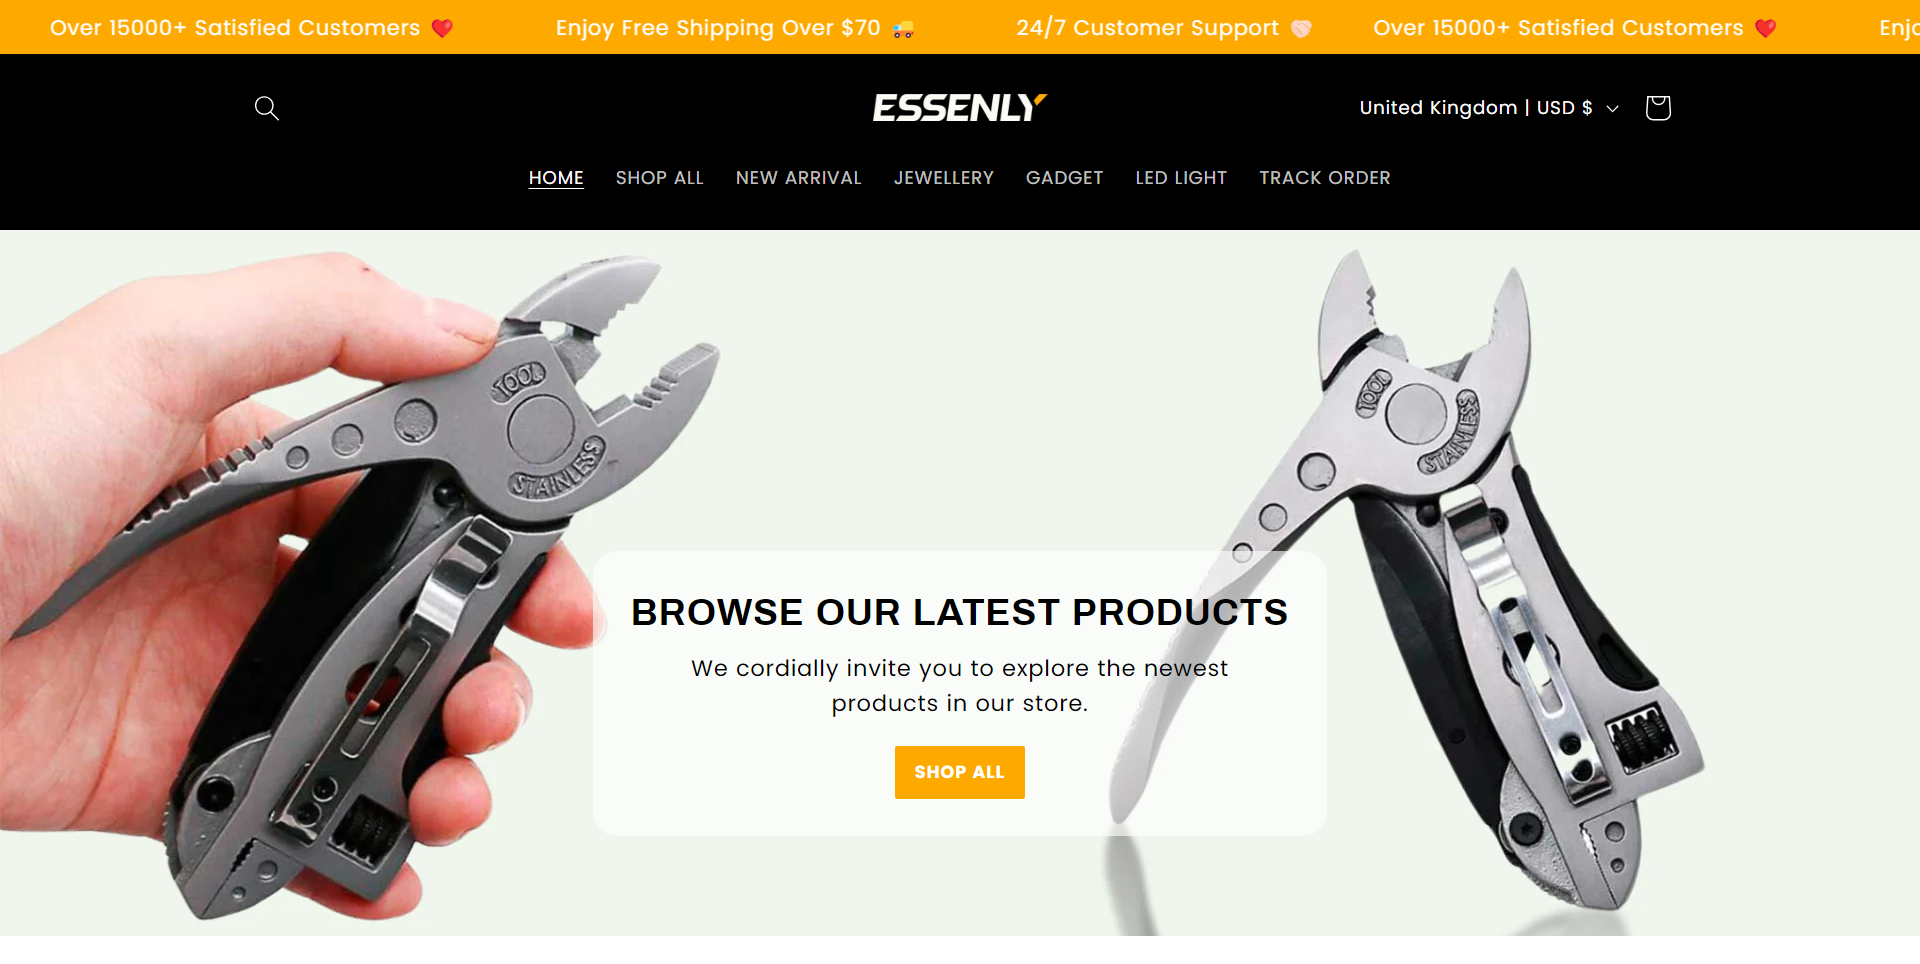 Over 15000+ Satisfied Customers ❤️ Enjoy Free Shipping Over $70 🚚 24/7 Customer Support 🤝🏻 Over 15000+ Satisfied Customers ❤️
ESSENLY
United Kingdom | USD $
HOME SHOP ALL NEW ARRIVAL JEWELLERY GADGET LED LIGHT TRACK ORDER
TOOL
STAINLESS
TOOL
STAINLESS
BROWSE OUR LATEST PRODUCTS
We cordially invite you to explore the newest
products in our store.
SHOP ALL